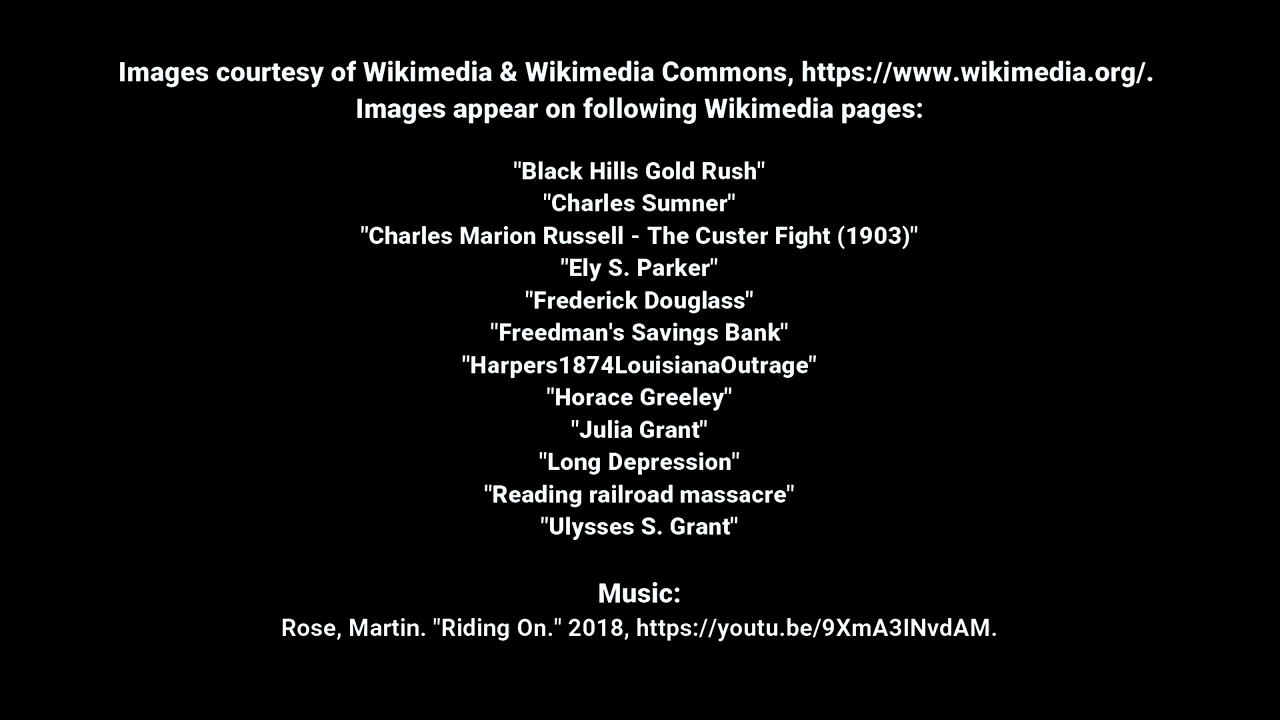 Images courtesy of Wikimedia & Wikimedia Commons, https://www.wikimedia.org/.
Images appear on following Wikimedia pages:
"Black Hills Gold Rush"
"Charles Sumner"
"Charles Marion Russell - The Custer Fight (1903)"
"Ely S. Parker"
"Frederick Douglass"
"Freedman's Savings Bank"
"Harpers1874LouisianaOutrage"
"Horace Greeley"
"Julia Grant"
"Long Depression"
"Reading railroad massacre"
"Ulysses S. Grant"
Music:
Rose, Martin. "Riding On." 2018, https://youtu.be/9XmA3INvdAM.